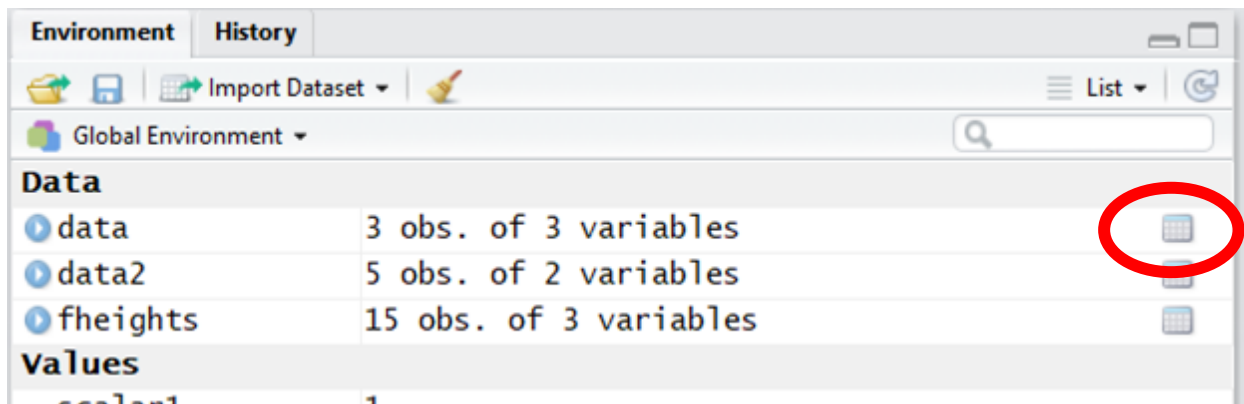 Environment History
Import Dataset List
Global Environment
Data
data 3 obs. of 3 variables
data2 5 obs. of 2 variables
fheights 15 obs. of 3 variables
Values